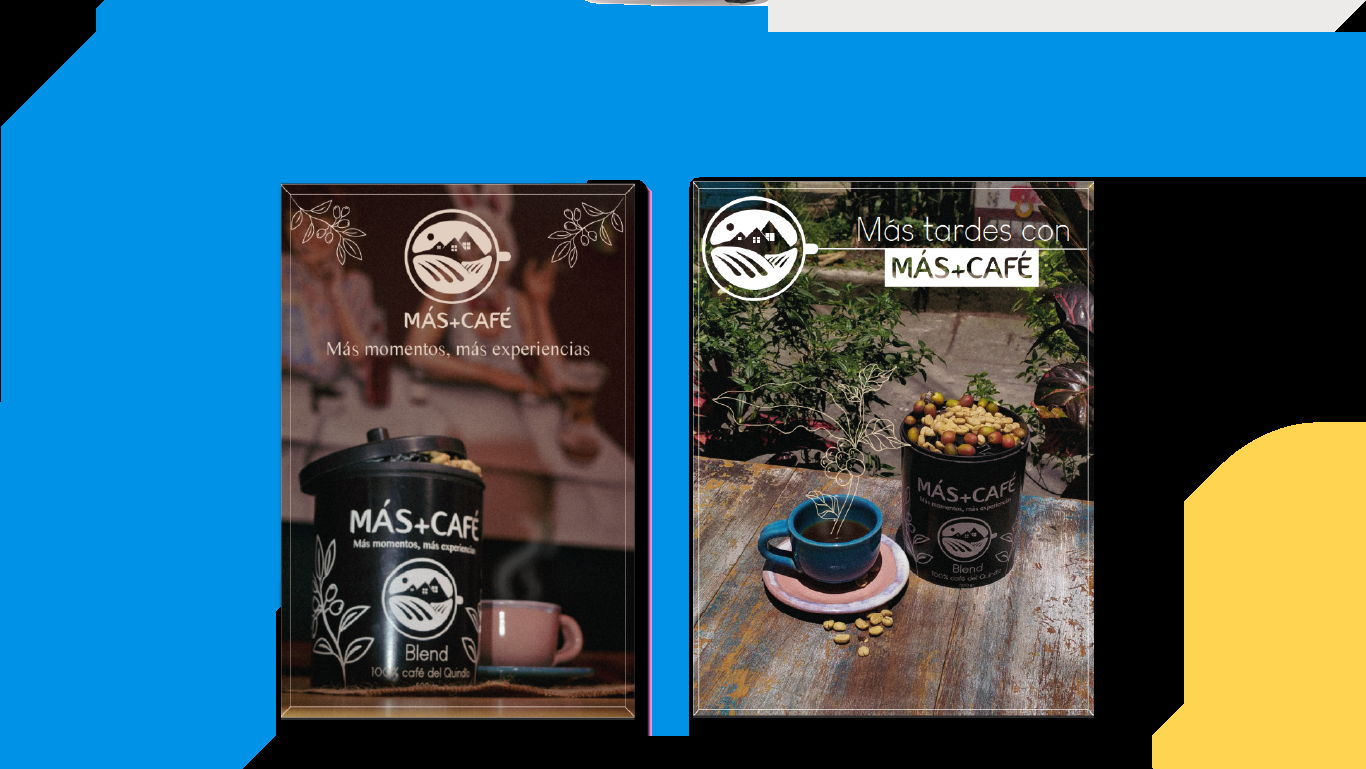 MÁS+CAFÉ
Más momentos, más experiencias
MÁS+CAFÉ
Más momentos, más experiencias
Blend
100% café del Quindío
Más tardes con
MÁS+CAFÉ
MÁS+CAFÉ
Más momentos, más experiencias
Blend
100% café del Quindío